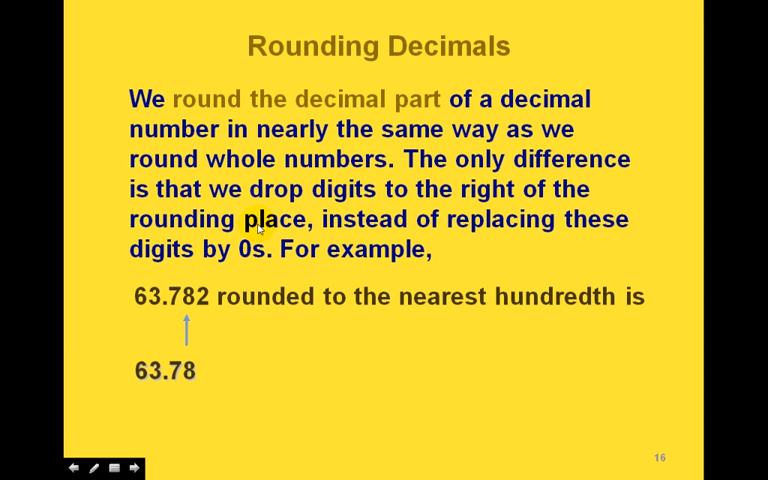 Rounding Decimals
We round the decimal part of a decimal
number in nearly the same way as we
round whole numbers. The only difference
is that we drop digits to the right of the
rounding place, instead of replacing these
digits by 0s. For example,
63.782 rounded to the nearest hundredth is
63.78
16